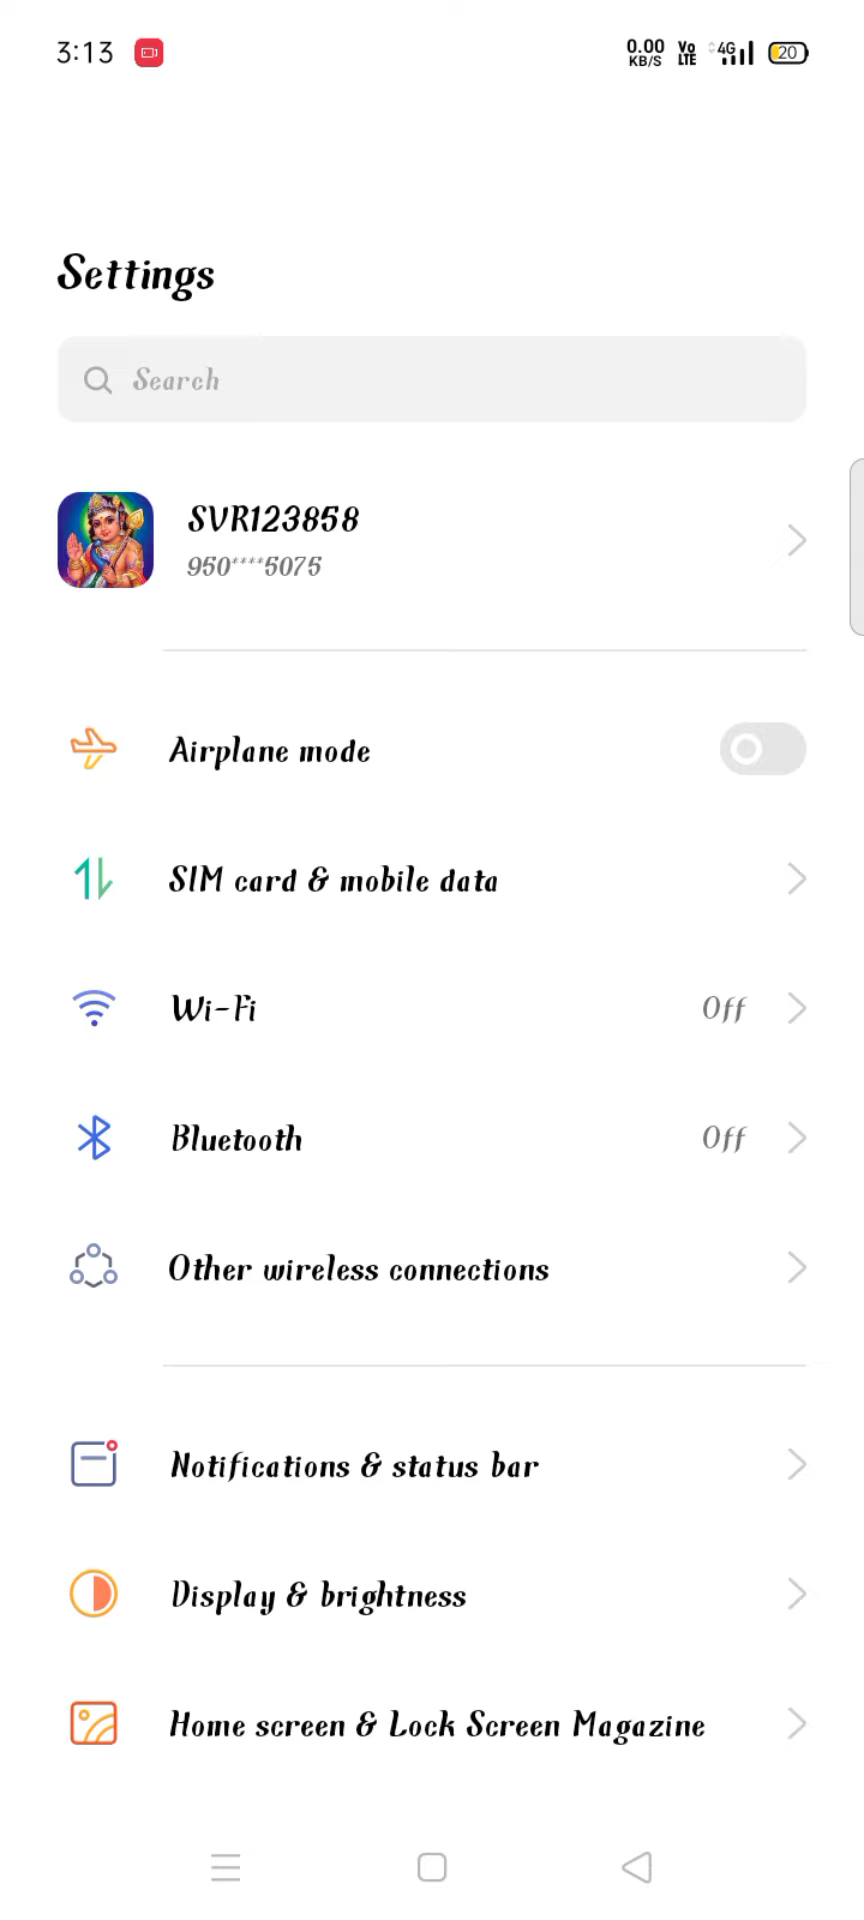 3:13 0.00 KB/S Vo LTE 4G 20
Settings
Search
SVR123858
950****5075
Airplane mode
SIM card & mobile data
Wi-Fi Off
Bluetooth Off
Other wireless connections
Notifications & status bar
Display & brightness
Home screen & Lock Screen Magazine